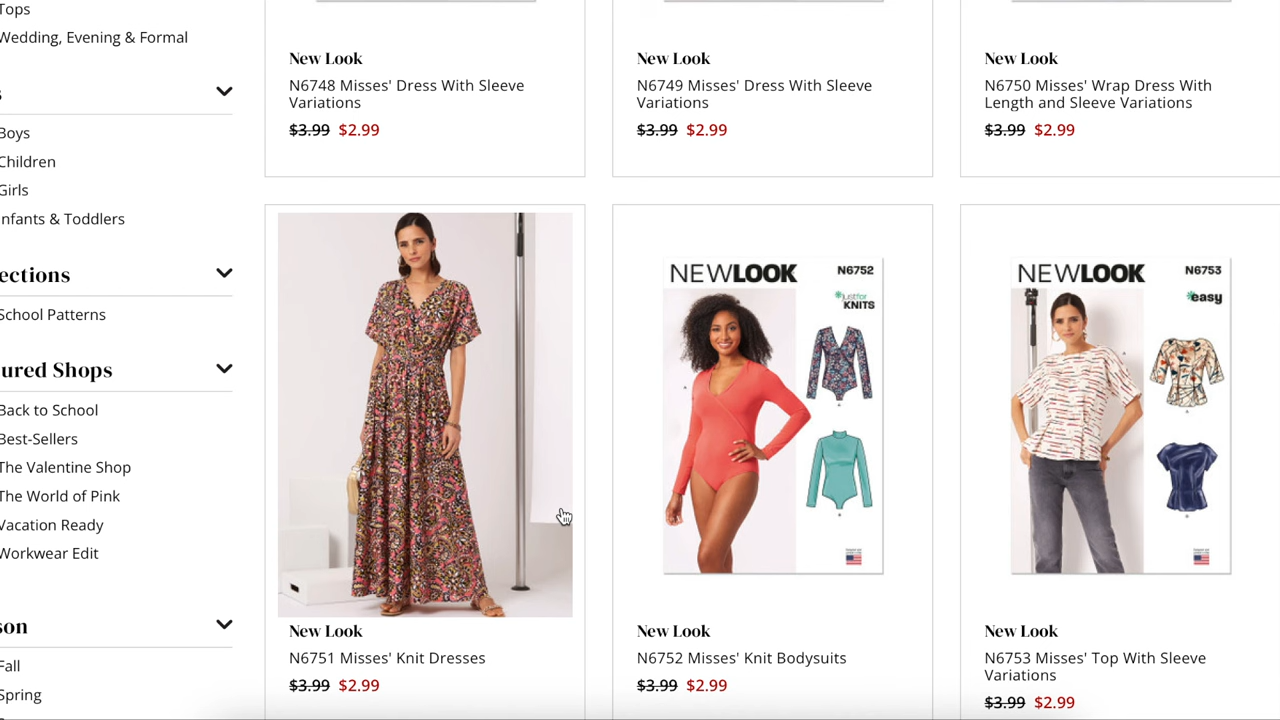 Tops
Wedding, Evening & Formal
Boys
Children
Girls
nfants & Toddlers
ections
School Patterns
ured Shops
Back to School
Best-Sellers
The Valentine Shop
The World of Pink
Vacation Ready
Workwear Edit
son
Fall
Spring
New Look
N6748 Misses' Dress With Sleeve
Variations
$3.99 $2.99
New Look
N6749 Misses' Dress With Sleeve
Variations
$3.99 $2.99
New Look
N6750 Misses' Wrap Dress With
Length and Sleeve Variations
$3.99 $2.99
New Look
N6751 Misses' Knit Dresses
$3.99 $2.99
NEWLOOK N6752
just for
KNITS
New Look
N6752 Misses' Knit Bodysuits
$3.99 $2.99
NEWLOOK N6753
easy
New Look
N6753 Misses' Top With Sleeve
Variations
$3.99 $2.99